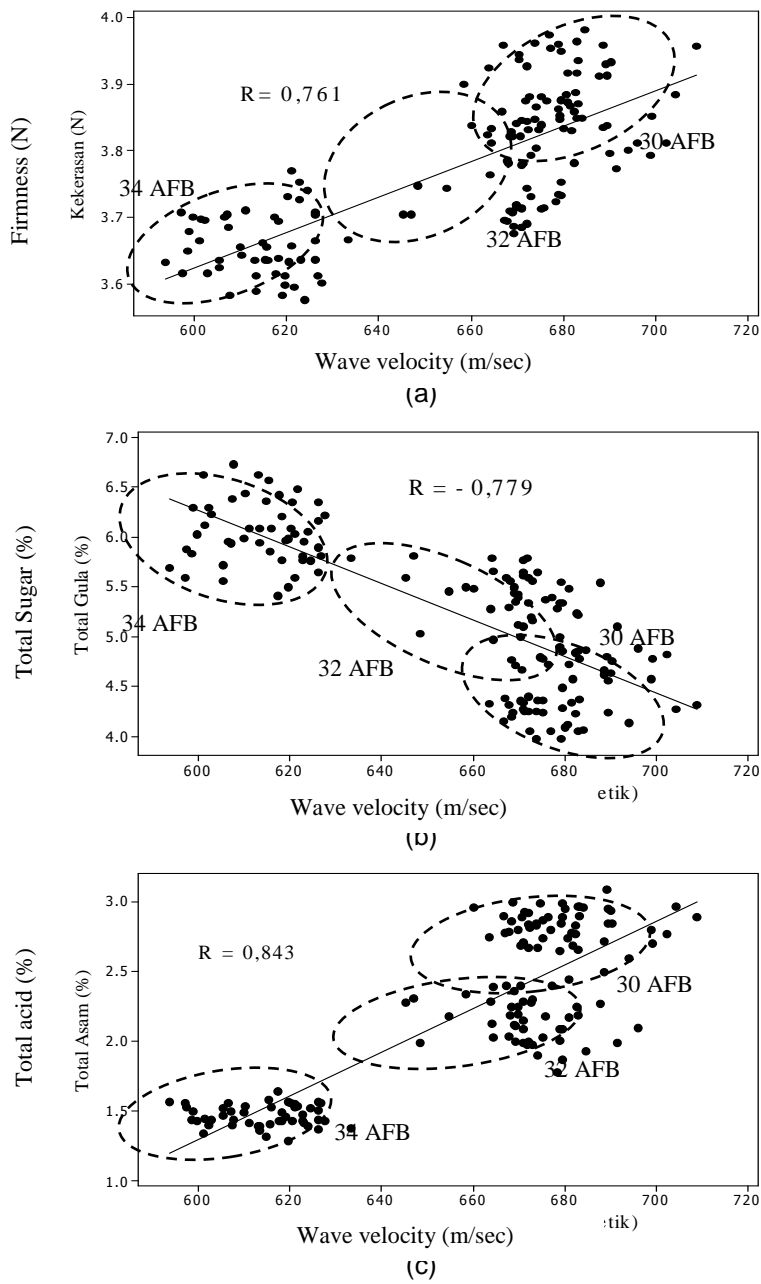 Firmness (N)
Kekerasan (N)
4.0
3.9
3.8
3.7
3.6
R= 0,761
34 AFB
30 AFB
32 AFB
600 620 640 660 680 700 720
Wave velocity (m/sec)
(a)
Total Sugar (%)
Total Gula (%)
7.0
6.5
6.0
5.5
5.0
4.5
4.0
R = - 0,779
34 AFB
30 AFB
32 AFB
600 620 640 660 680 700 720
etik)
Wave velocity (m/sec)
(b)
Total acid (%)
Total Asam (%)
3.0
2.5
2.0
1.5
1.0
R = 0,843
30 AFB
32 AFB
34 AFB
600 620 640 660 680 700 720
tik)
Wave velocity (m/sec)
(c)